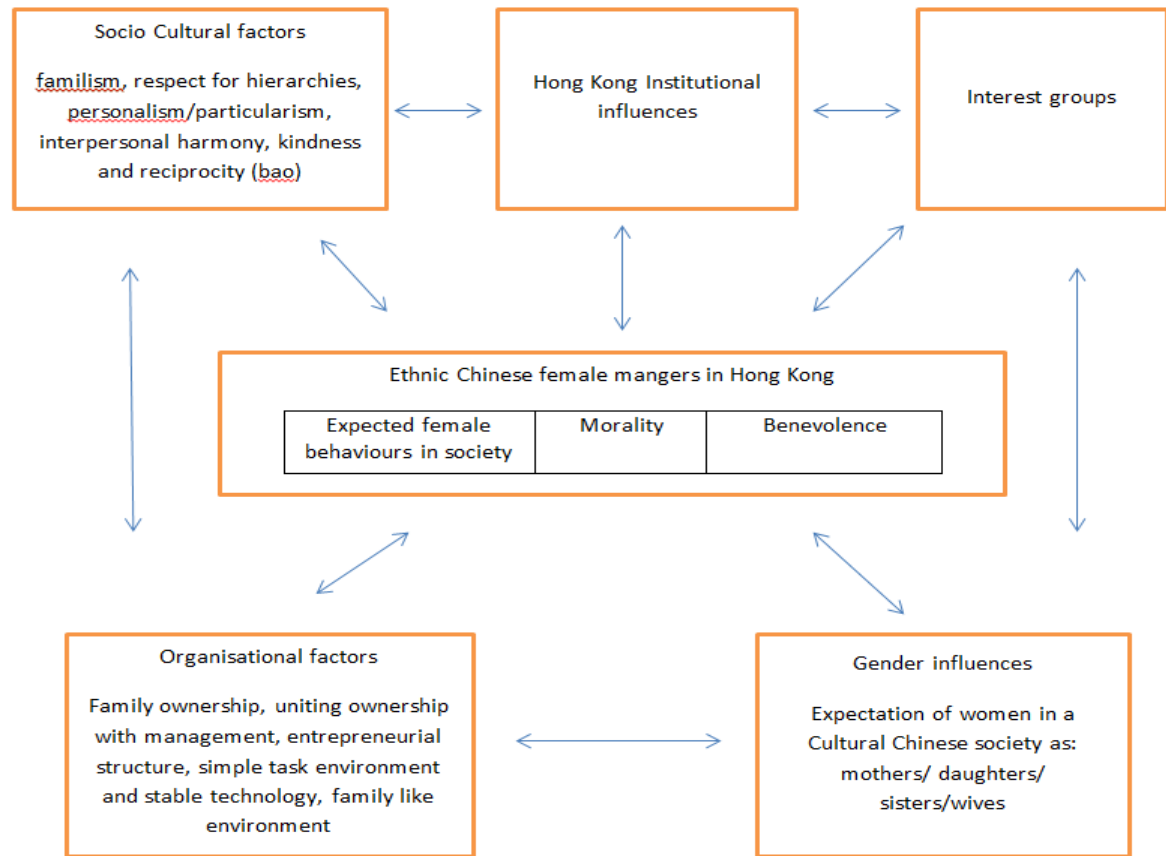 Socio Cultural factors
familism, respect for hierarchies,
personalism/particularism,
interpersonal harmony, kindness
and reciprocity (bao)
Hong Kong Institutional
influences
Interest groups
Ethnic Chinese female mangers in Hong Kong
Expected female
behaviours in society
Morality
Benevolence
Organisational factors
Family ownership, uniting ownership
with management, entrepreneurial
structure, simple task environment
and stable technology, family like
environment
Gender influences
Expectation of women in a
Cultural Chinese society as:
mothers/ daughters/
sisters/wives